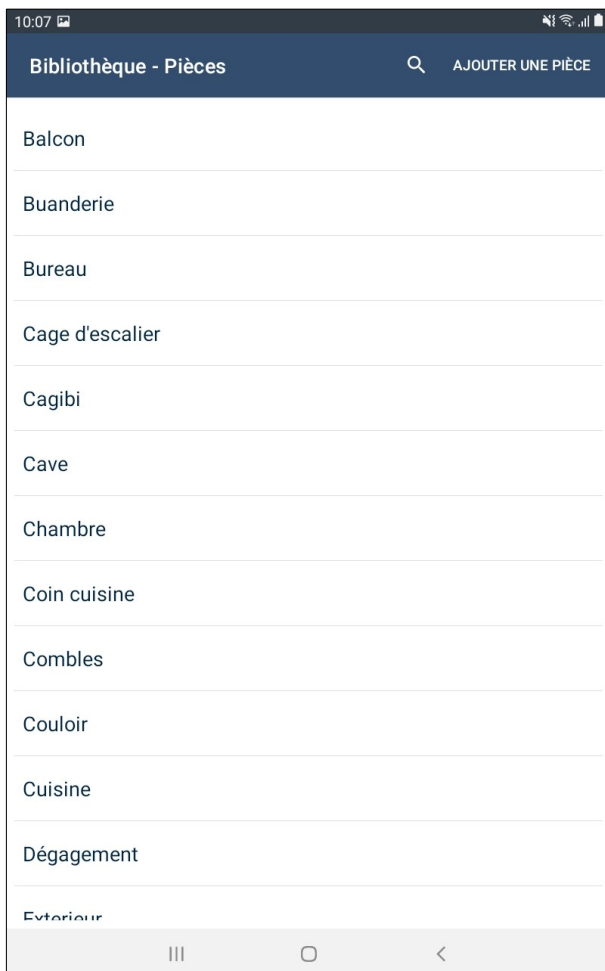 10:07
Bibliothèque - Pièces
AJOUTER UNE PIÈCE
Balcon
Buanderie
Bureau
Cage d'escalier
Cagibi
Cave
Chambre
Coin cuisine
Combles
Couloir
Cuisine
Dégagement
Exterieur